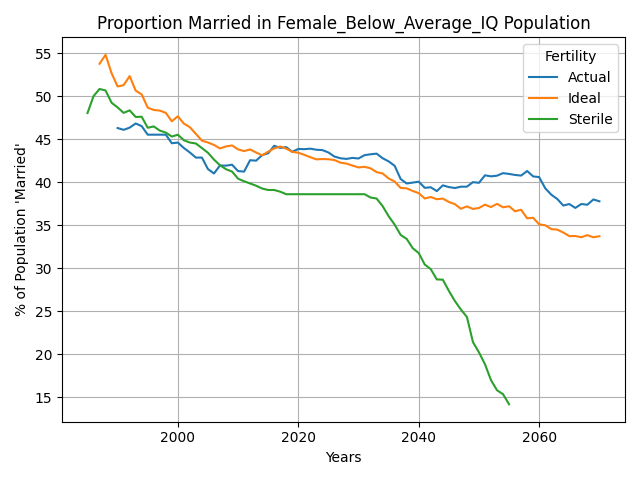 Proportion Married in Female_Below_Average_IQ Population
% of Population 'Married'
55
50
45
40
35
30
25
20
15
Fertility
Actual
Ideal
Sterile
2000
2020
2040
2060
Years